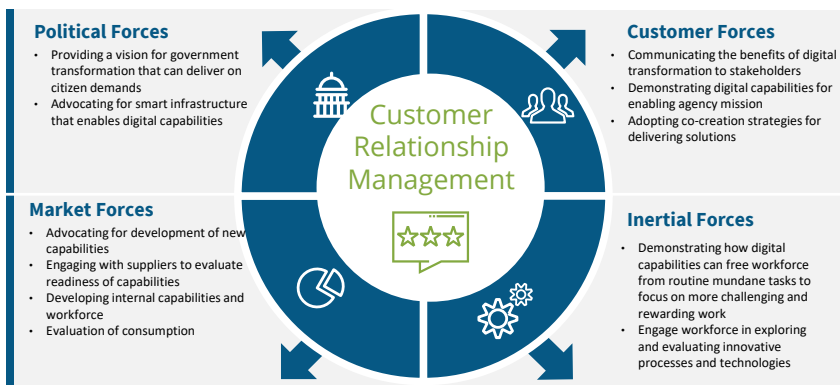 Political Forces
• Providing a vision for government
transformation that can deliver on
citizen demands
• Advocating for smart infrastructure
that enables digital capabilities
Customer Forces
• Communicating the benefits of digital
transformation to stakeholders
• Demonstrating digital capabilities for
enabling agency mission
• Adopting co-creation strategies for
delivering solutions
Customer
Relationship
Management
Market Forces
• Advocating for development of new
capabilities
• Engaging with suppliers to evaluate
readiness of capabilities
• Developing internal capabilities and
workforce
• Evaluation of consumption
Inertial Forces
• Demonstrating how digital
capabilities can free workforce
from routine mundane tasks to
focus on more challenging and
rewarding work
• Engage workforce in exploring
and evaluating innovative
processes and technologies